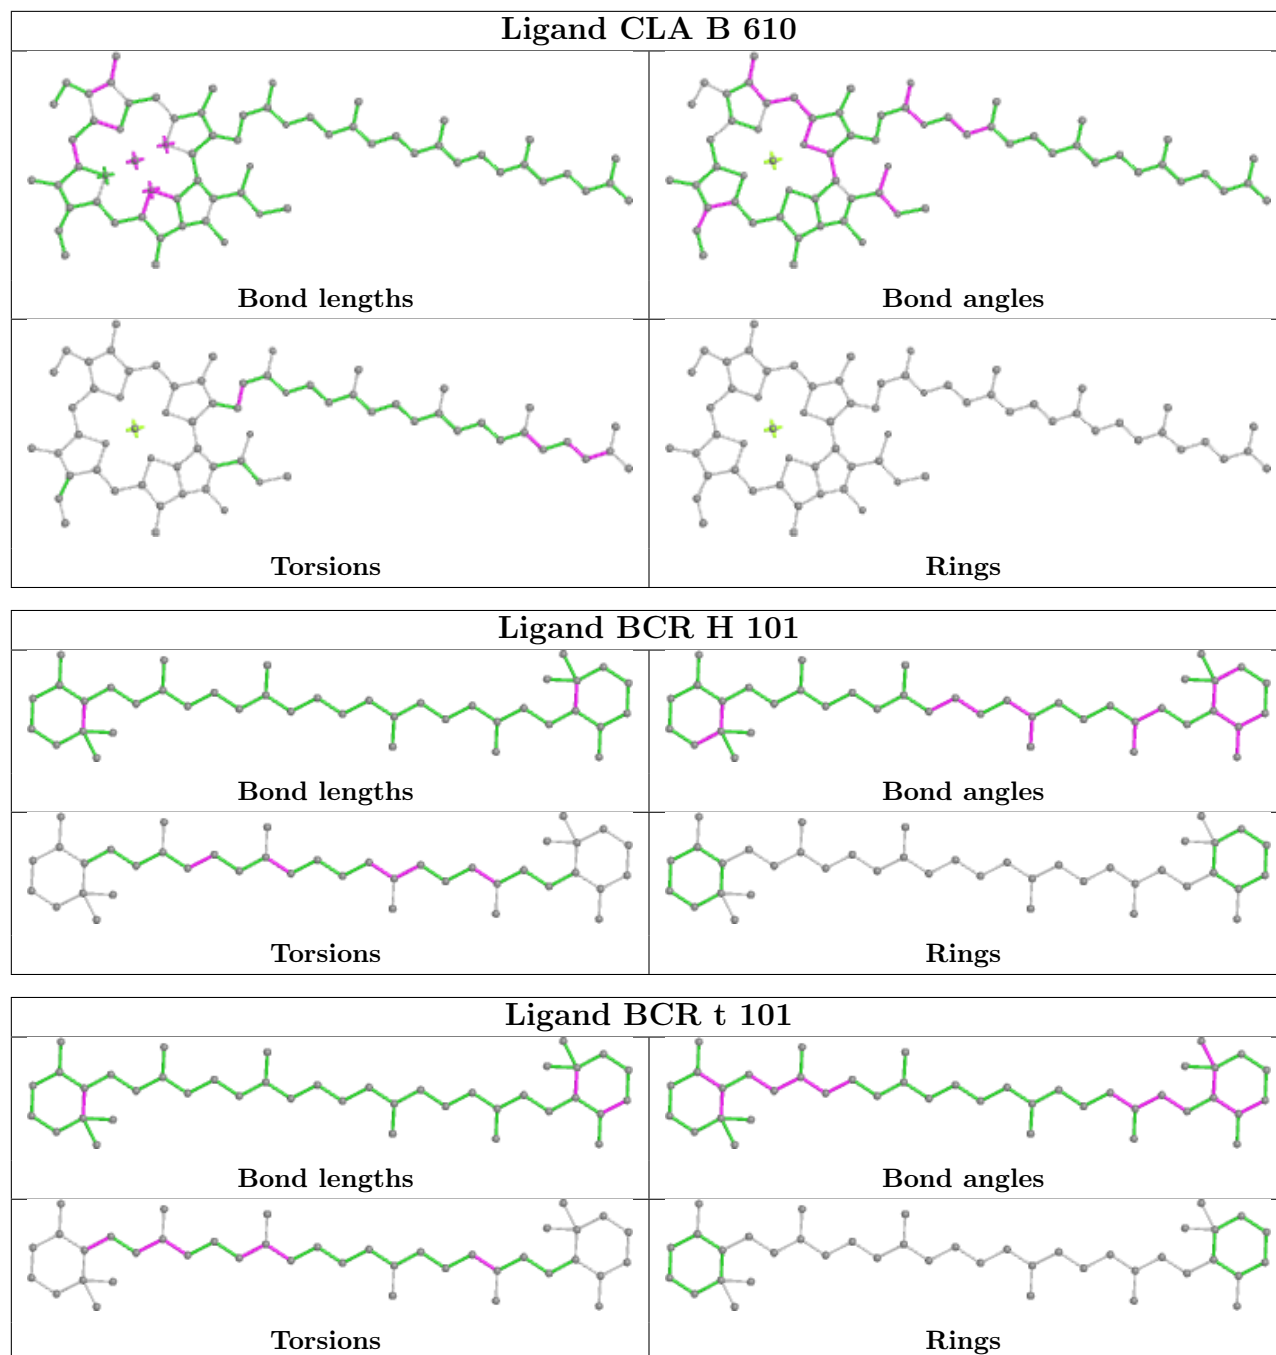 Ligand CLA B 610
Bond lengths
Bond angles
Torsions
Rings
Ligand BCR H 101
Bond lengths
Bond angles
Torsions
Rings
Ligand BCR t 101
Bond lengths
Bond angles
Torsions
Rings